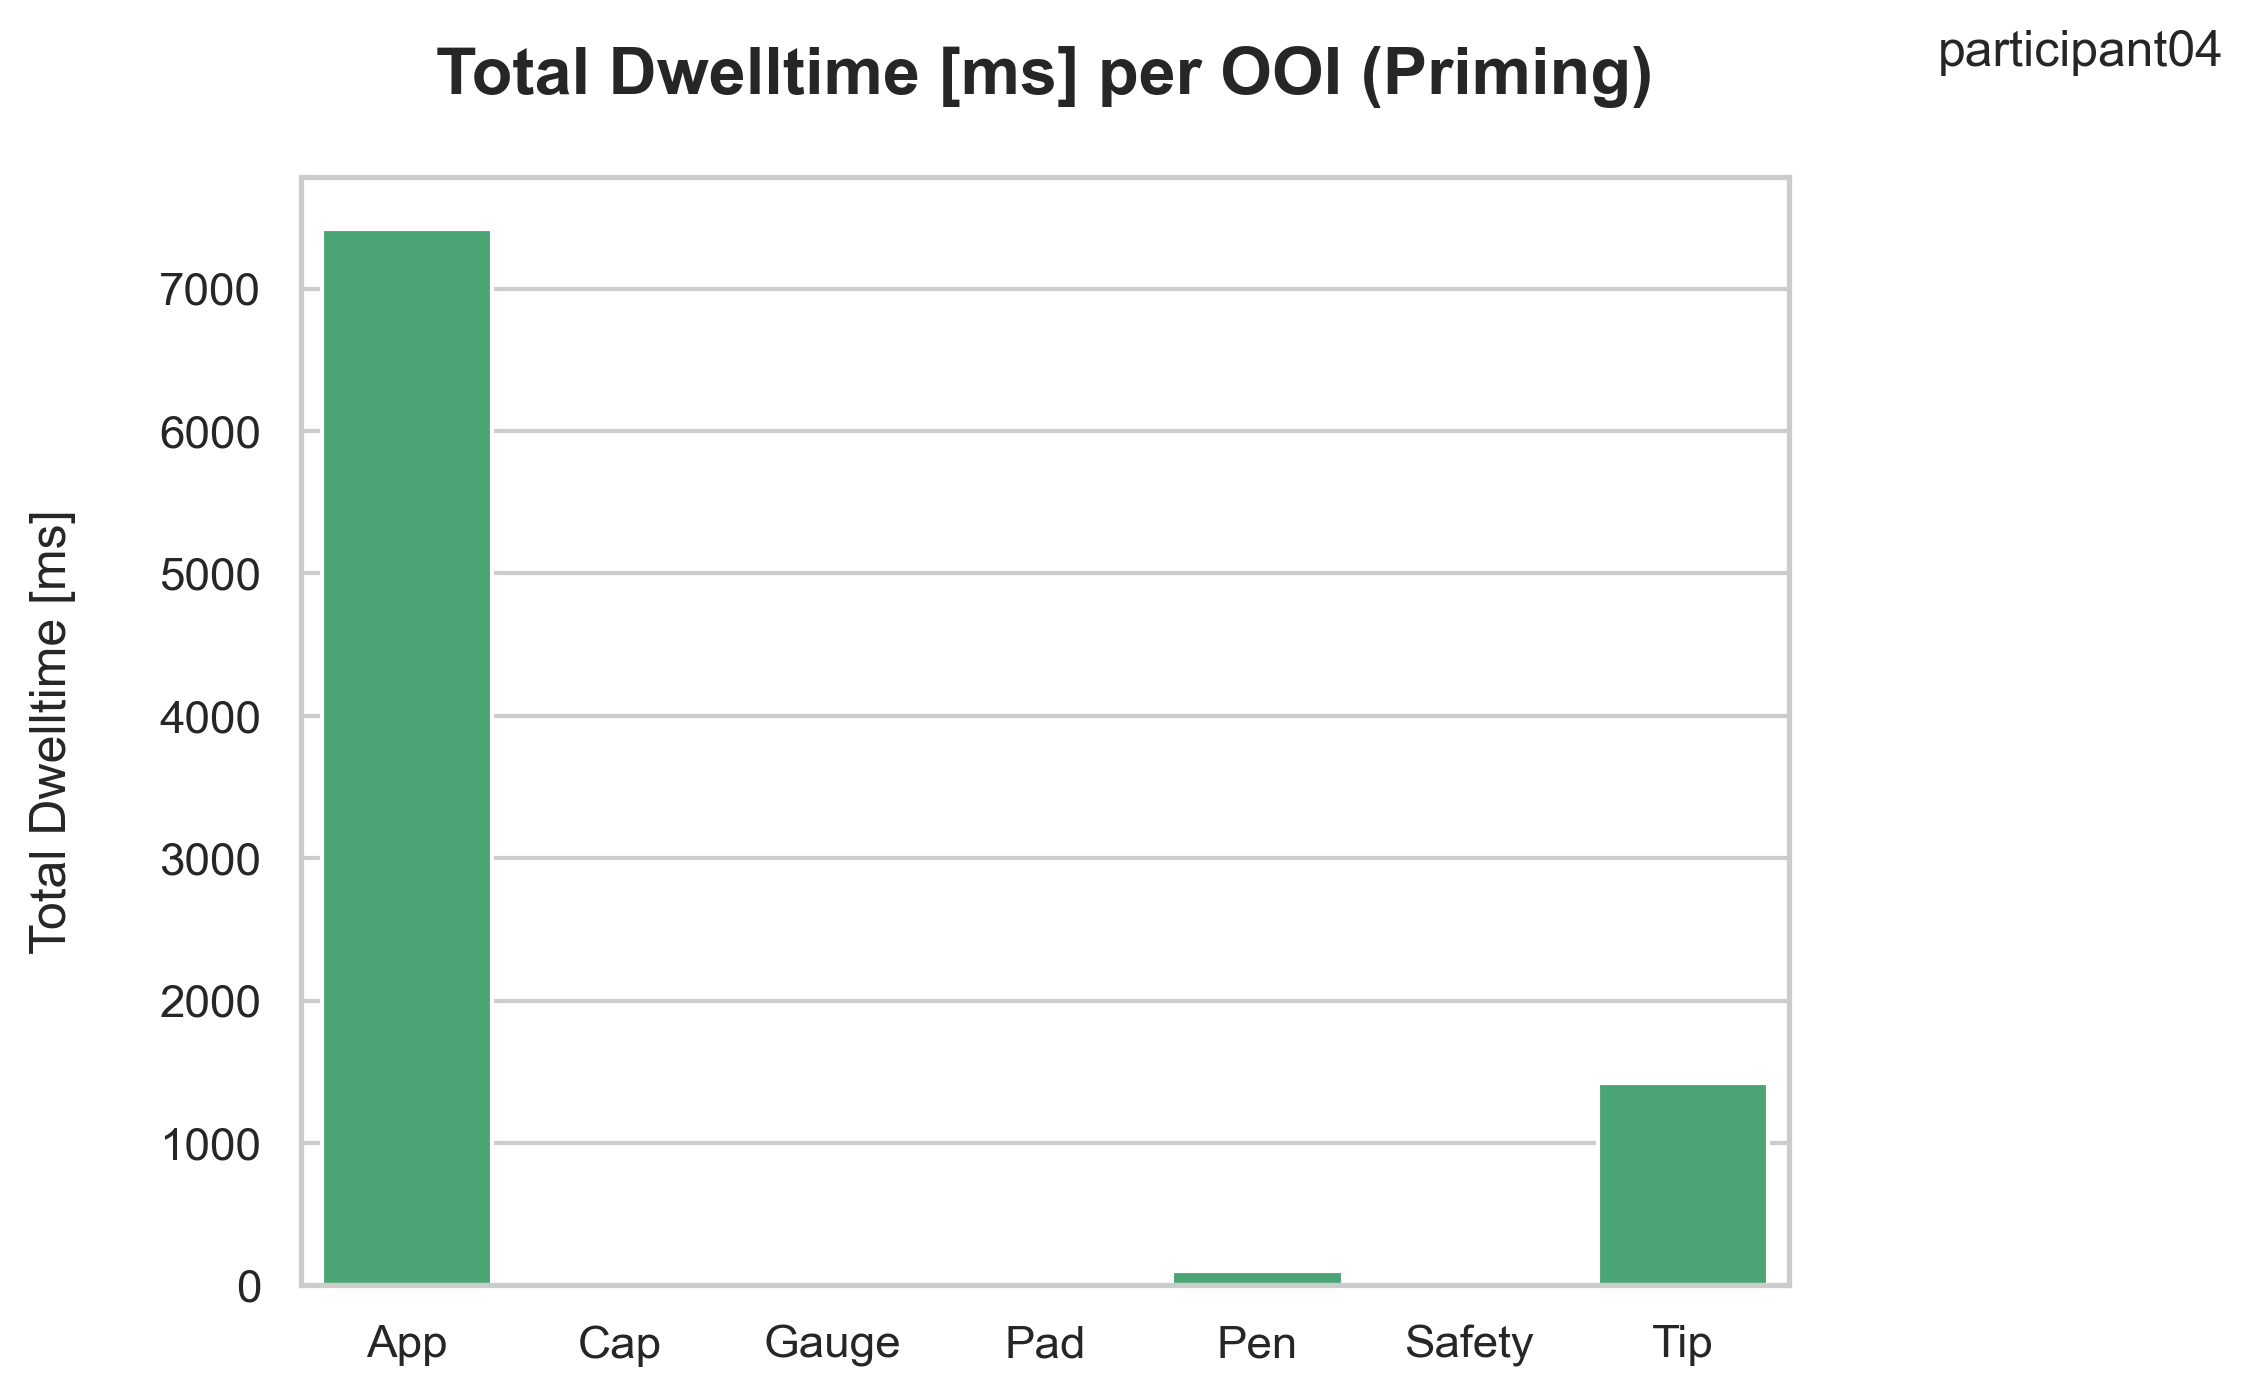 participant04
Total Dwelltime [ms] per OOI (Priming)
Total Dwelltime [ms]
7000
6000
5000
4000
3000
2000
1000
0
App Cap Gauge Pad Pen Safety Tip